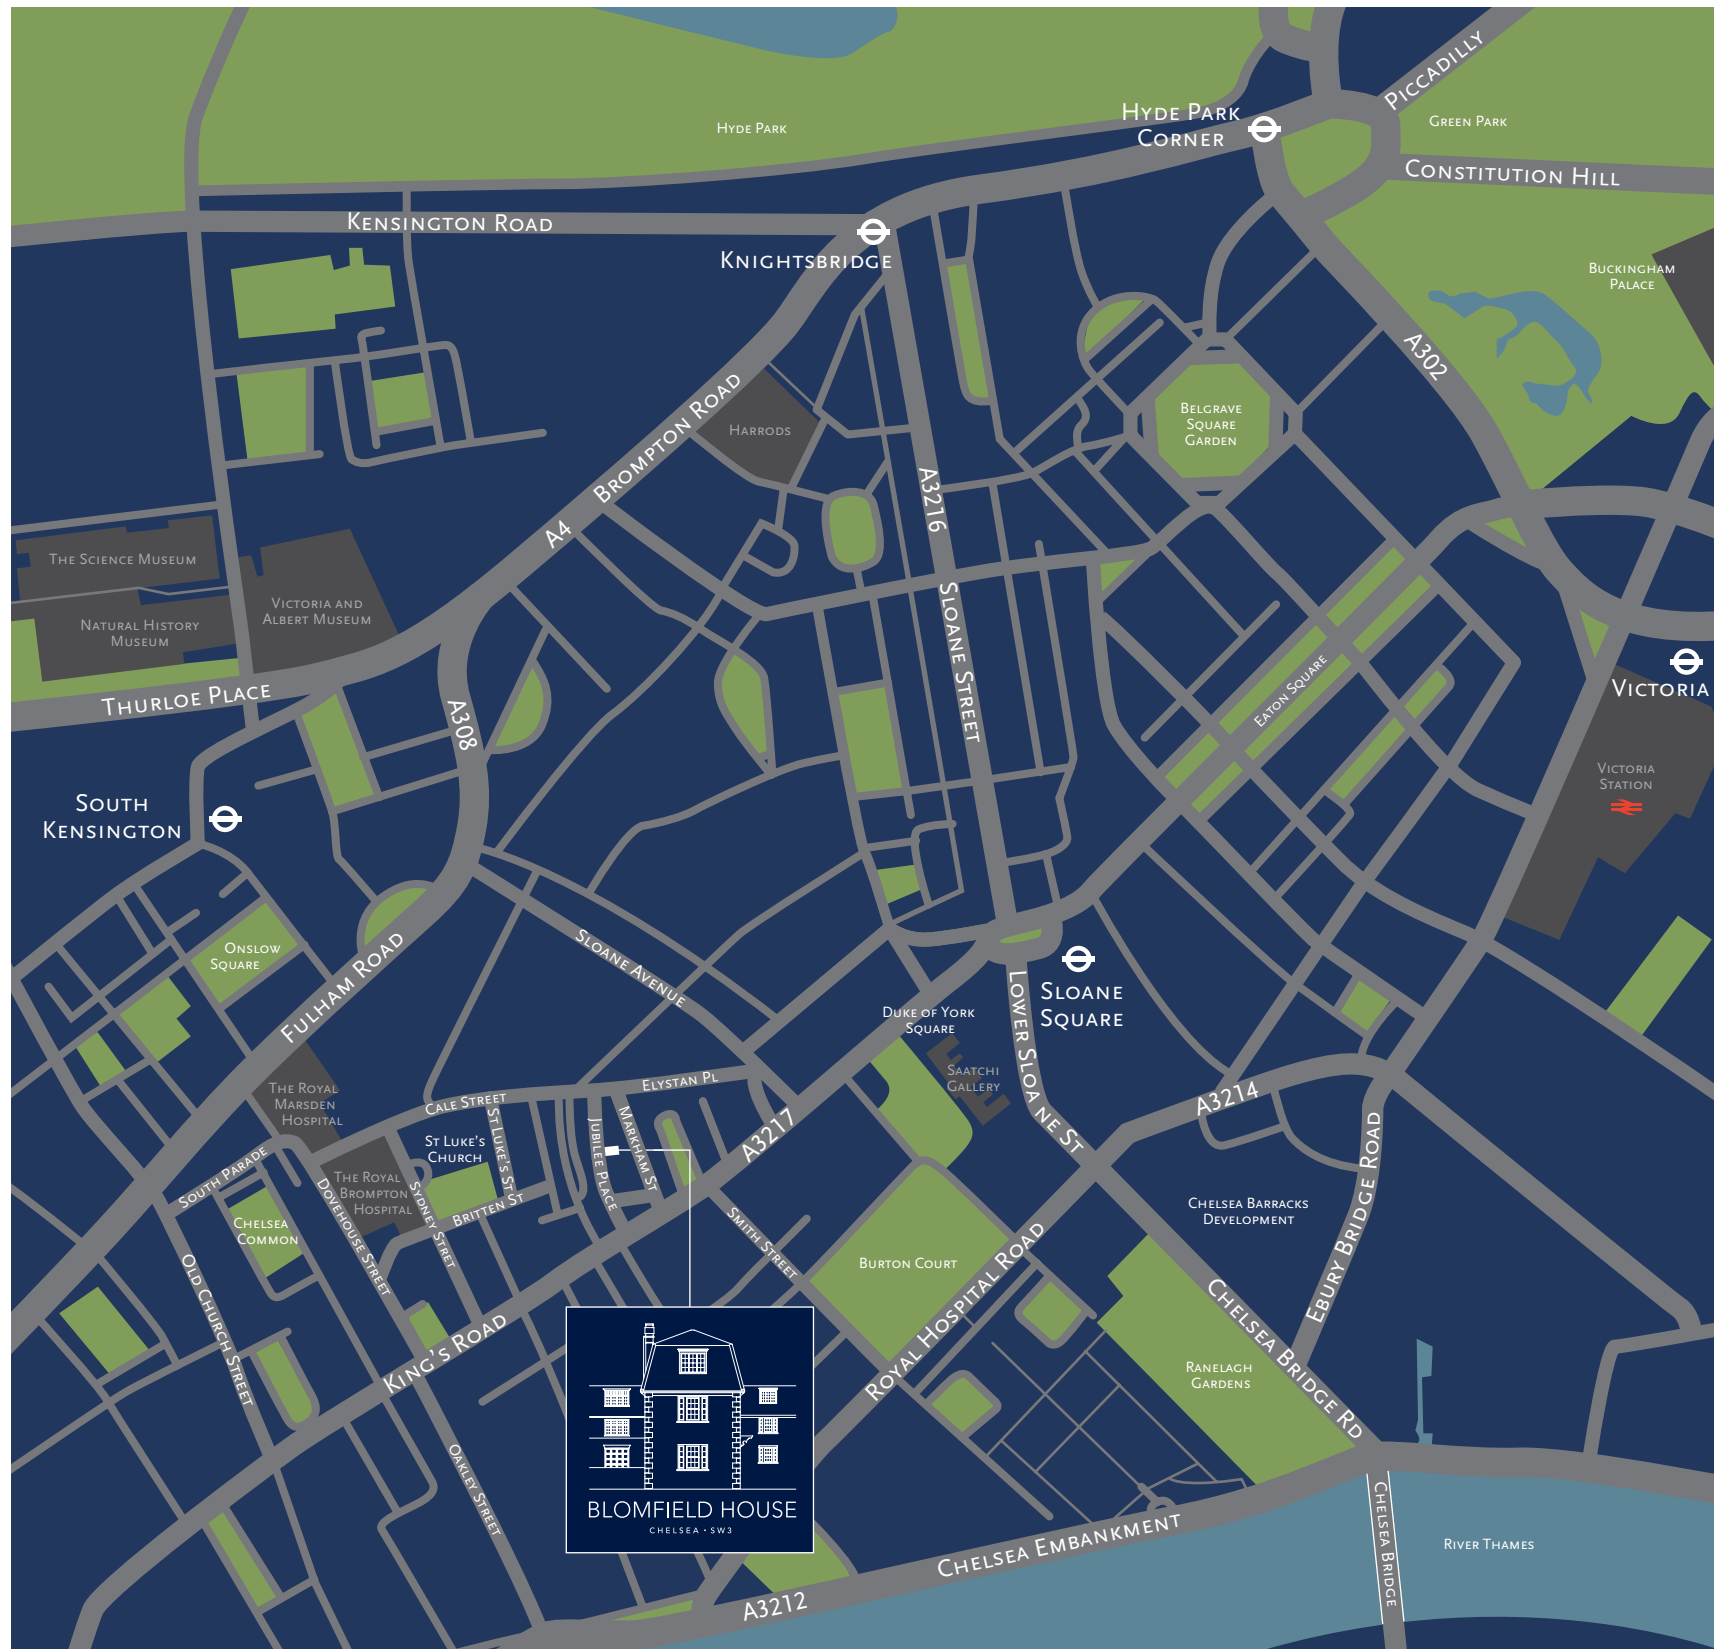 PICCADILLY
HYDE PARK
CORNER
HYDE PARK
GREEN PARK
CONSTITUTION HILL
KENSINGTON ROAD
KNIGHTSBRIDGE
BUCKINGHAM
PALACE
A302
BELGRAVE
SQUARE
GARDEN
BROMPTON ROAD
HARRODS
A3216
A4
THE SCIENCE MUSEUM
VICTORIA AND
ALBERT MUSEUM
NATURAL HISTORY
MUSEUM
SLOANE STREET
EATON SQUARE
VICTORIA
THURLOE PLACE
A308
VICTORIA
STATION
SOUTH
KENSINGTON
ONSLOW
SQUARE
FULHAM ROAD
SLOANE AVENUE
SLOANE
SQUARE
LOWER SLOANE ST
DUKE OF YORK
SQUARE
SAATCHI
GALLERY
THE ROYAL
MARSDEN
HOSPITAL
ELYSTAN PL
CALE STREET
A3214
A3217
ST LUKE'S
CHURCH
ST LUKE'S ST
JUBILEE PLACE
MARKHAM ST
SOUTH PARADE
THE ROYAL
BROMPTON
HOSPITAL
DOVEHOUSE STREET
SYDNEY STRET
BRITTEN ST
SMITH STREET
CHELSEA
COMMON
CHELSEA BARRACKS
DEVELOPMENT
EBURY BRIDGE ROAD
BURTON COURT
ROYAL HOSPITAL ROAD
OLD CHURCH STREET
KING'S ROAD
CHELSEA BRIDGE RD
RANELAGH
GARDENS
OAKLEY STREET
BLOMFIELD HOUSE
CHELSEA • SW3
CHELSEA EMBANKMENT
CHELSEA BRIDGE
RIVER THAMES
A3212